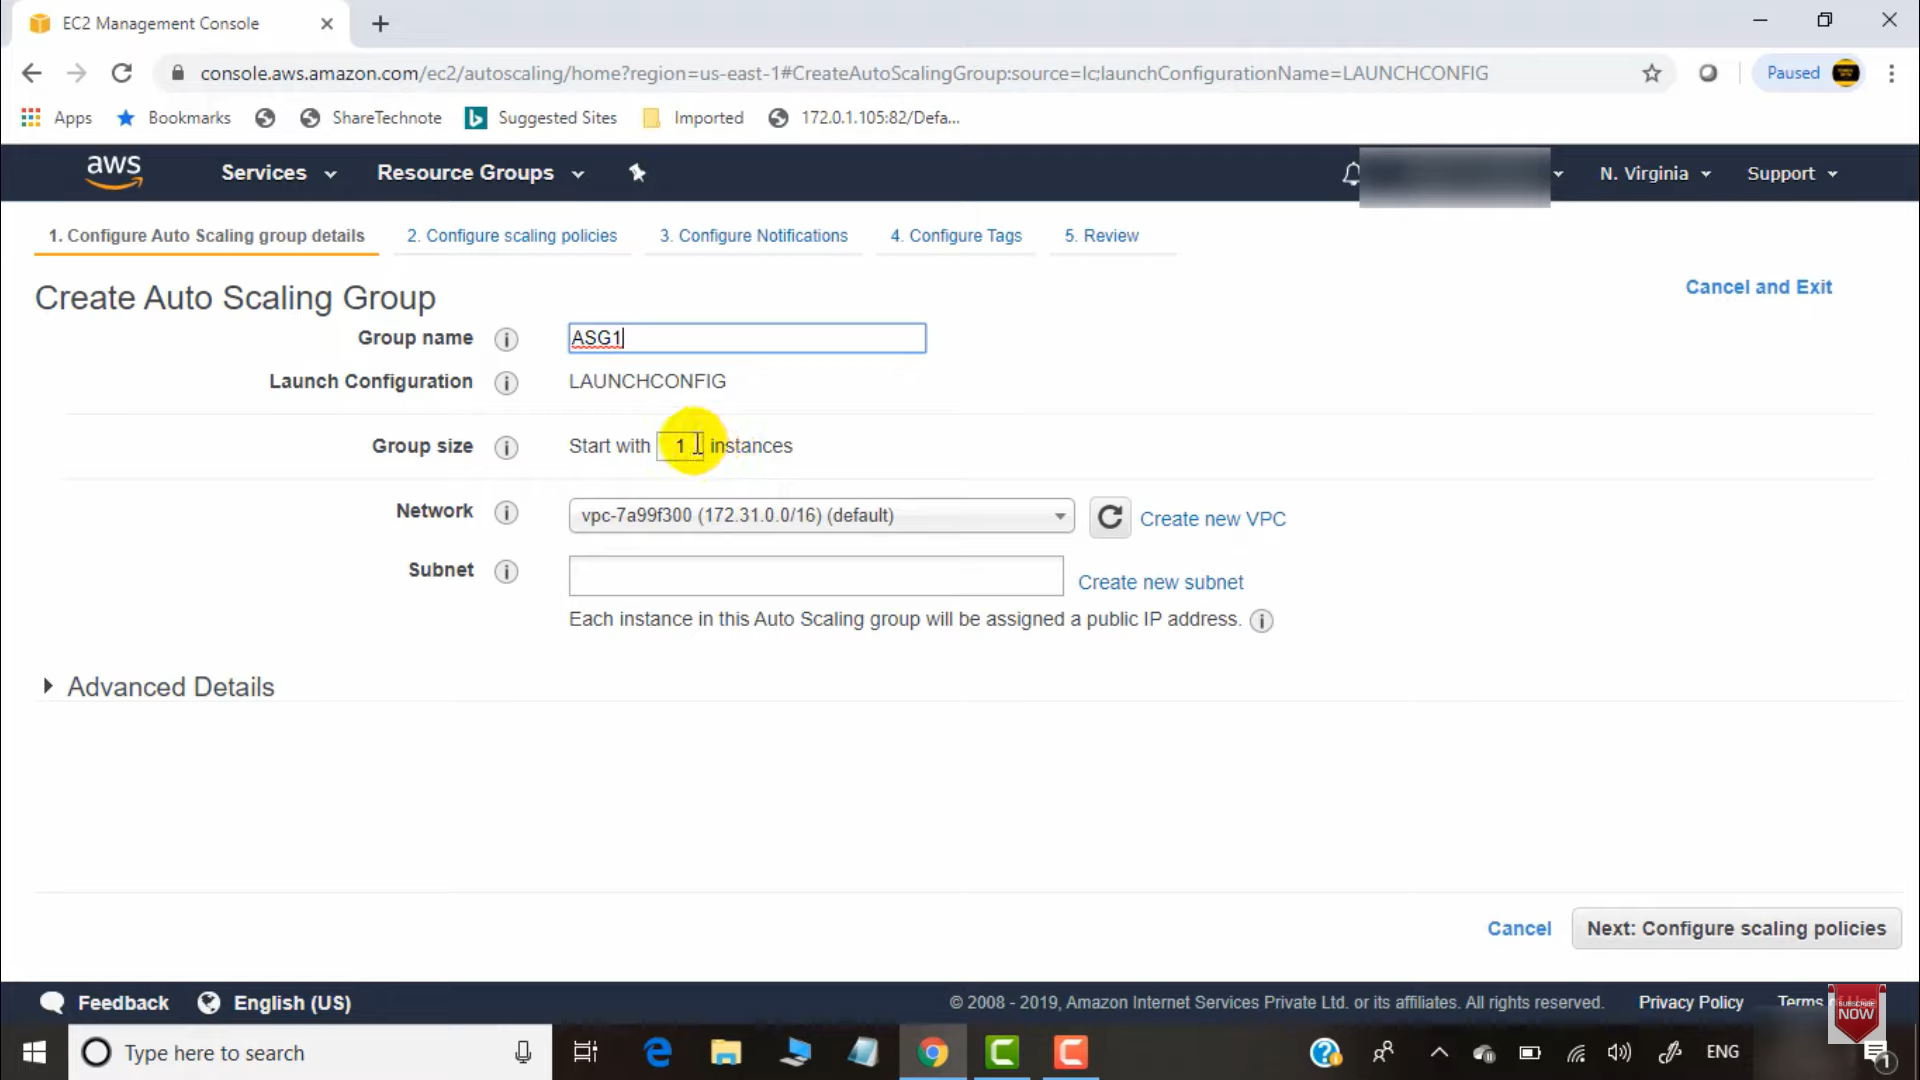 EC2 Management Console
console.aws.amazon.com/ec2/autoscaling/home?region=us-east-1#CreateAutoScalingGroup:source=lc;launchConfigurationName=LAUNCHCONFIG
Paused
Apps
Bookmarks
ShareTechnote
Suggested Sites
Imported
172.0.1.105:82/Defa...
aws
Services
Resource Groups
N. Virginia
Support
1. Configure Auto Scaling group details
2. Configure scaling policies
3. Configure Notifications
4. Configure Tags
5. Review
Create Auto Scaling Group
Cancel and Exit
Group name
ASG1
Launch Configuration
LAUNCHCONFIG
Group size
Start with 1 instances
Network
vpc-7a99f300 (172.31.0.0/16) (default)
Create new VPC
Subnet
Create new subnet
Each instance in this Auto Scaling group will be assigned a public IP address.
Advanced Details
Cancel
Next: Configure scaling policies
Feedback
English (US)
© 2008 - 2019, Amazon Internet Services Private Ltd. or its affiliates. All rights reserved.
Privacy Policy
Terms
SUBSCRIBE
NOW
Type here to search
ENG
1